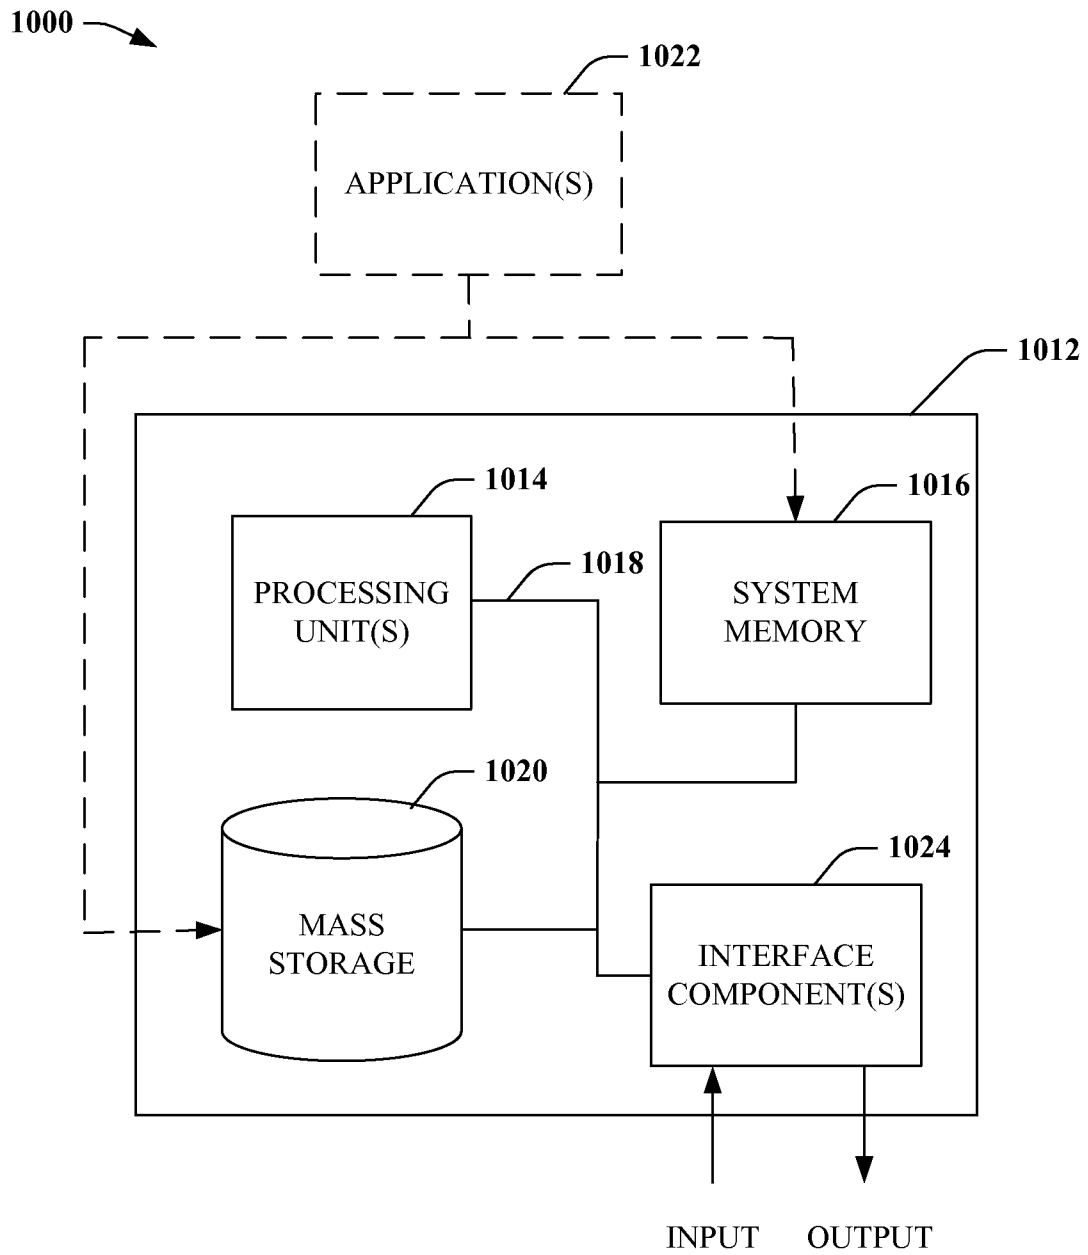 1000
1022
APPLICATION(S)
1012
1014
1016
PROCESSING
UNIT(S)
1018
SYSTEM
MEMORY
1020
1024
MASS
STORAGE
INTERFACE
COMPONENT(S)
INPUT
OUTPUT